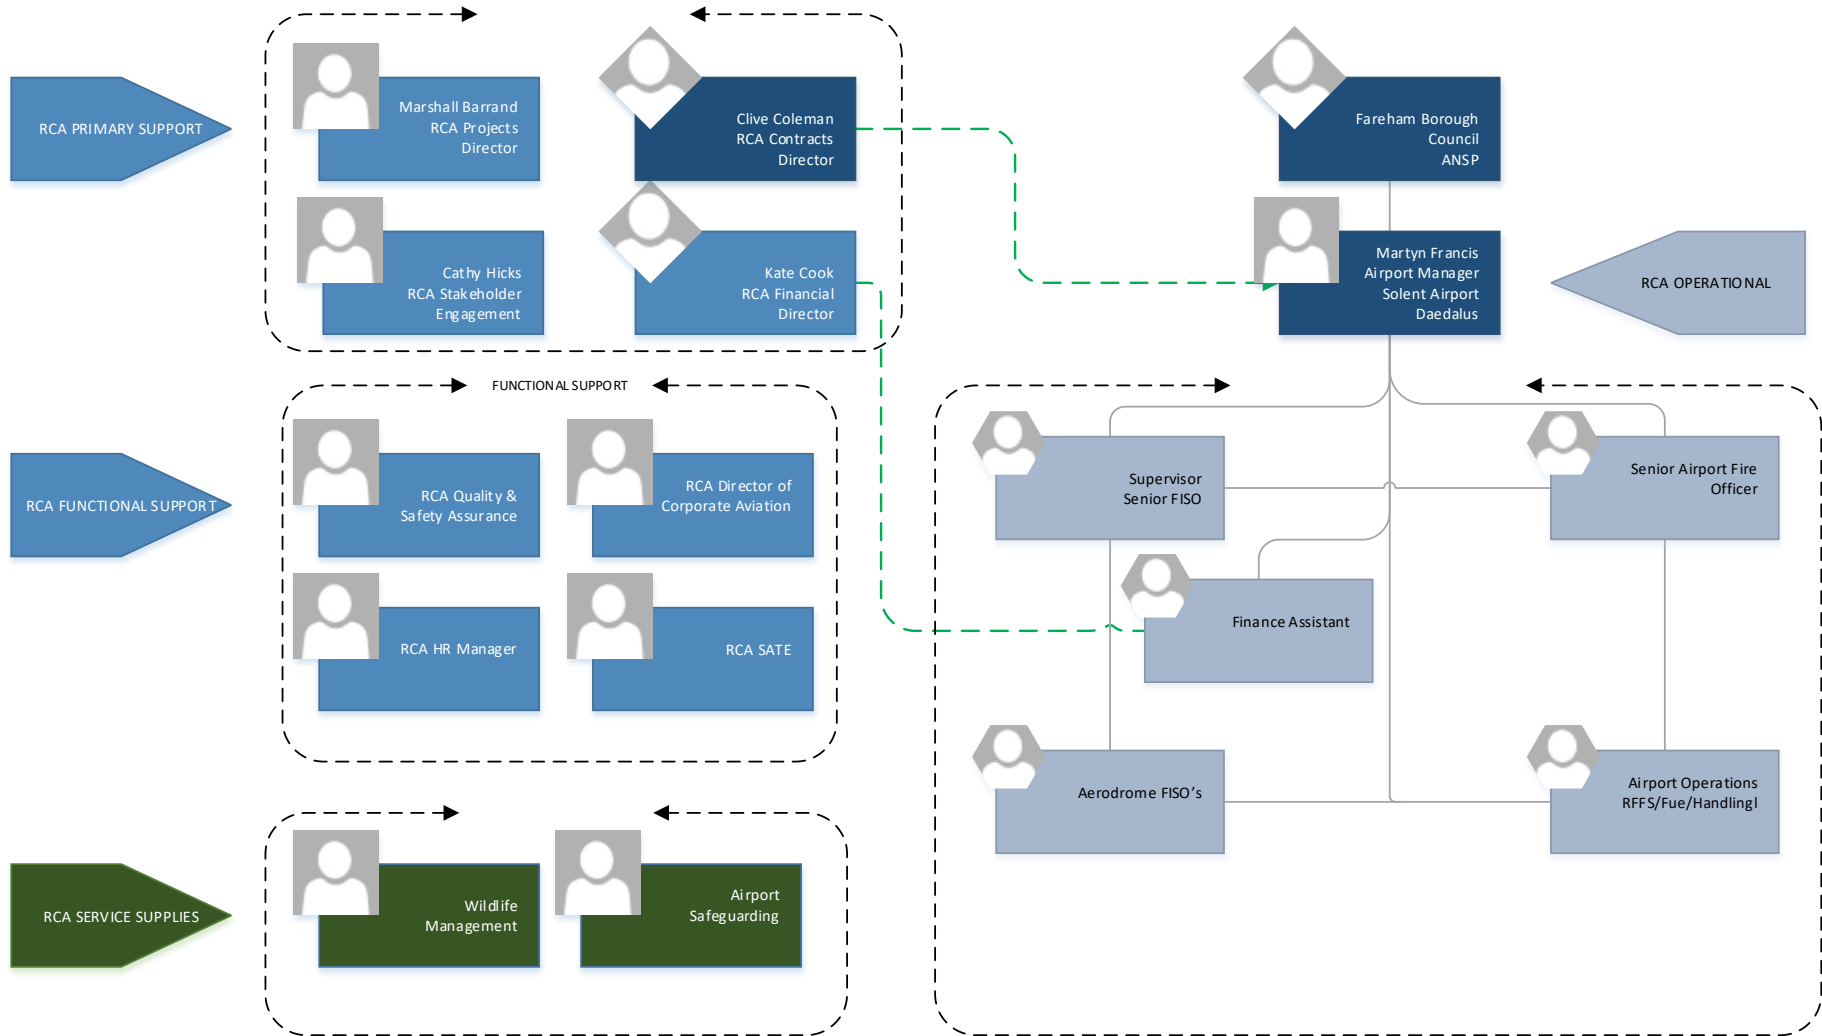 RCA PRIMARY SUPPORT
Marshall Barrand
RCA Projects
Director
Clive Coleman
RCA Contracts
Director
Cathy Hicks
RCA Stakeholder
Engagement
Kate Cook
RCA Financial
Director
Fareham Borough
Council
ANSP
Martyn Francis
Airport Manager
Solent Airport
Daedalus
RCA OPERATIONAL
FUNCTIONAL SUPPORT
RCA FUNCTIONAL SUPPORT
RCA Quality &
Safety Assurance
RCA Director of
Corporate Aviation
RCA HR Manager
RCA SATE
Supervisor
Senior FISO
Senior Airport Fire
Officer
Finance Assistant
Aerodrome FISO’s
Airport Operations
RFFS/Fue/Handlingl
RCA SERVICE SUPPLIES
Wildlife
Management
Airport
Safeguarding